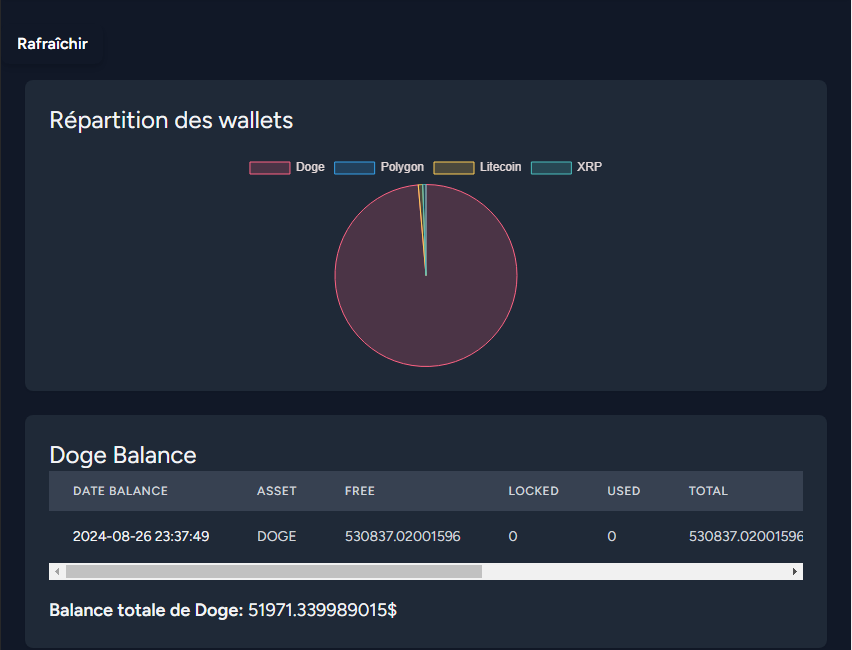 Rafraîchir
Répartition des wallets
Doge Polygon Litecoin XRP
Doge Balance
DATE BALANCE ASSET FREE LOCKED USED TOTAL
2024-08-26 23:37:49 DOGE 530837.02001596 0 0 530837.02001596
Balance totale de Doge: 51971.339989015$